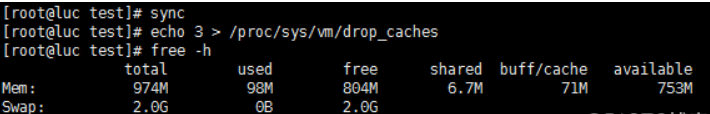 [root@luc test]# sync
[root@luc test]# echo 3 > /proc/sys/vm/drop_caches
[root@luc test]# free -h
total used free shared buff/cache available
Mem: 974M 98M 804M 6.7M 71M 753M
Swap: 2.0G 0B 2.0G